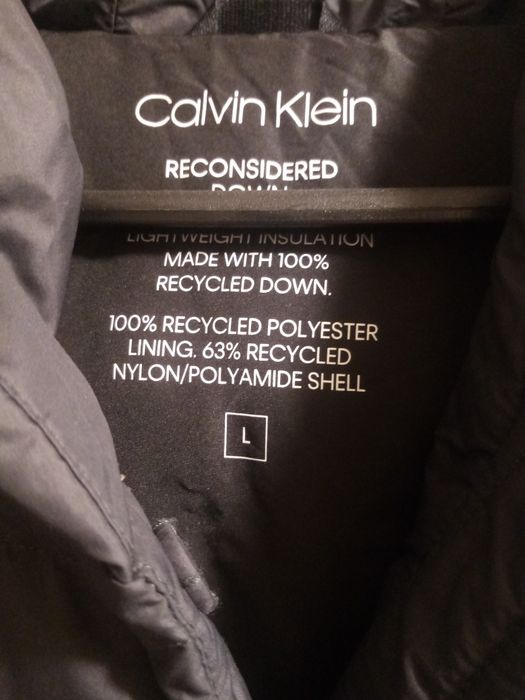 Calvin Klein
RECONSIDERED
DOWN
LIGHTWEIGHT INSULATION
MADE WITH 100%
RECYCLED DOWN.
100% RECYCLED POLYESTER
LINING. 63% RECYCLED
NYLON/POLYAMIDE SHELL
L